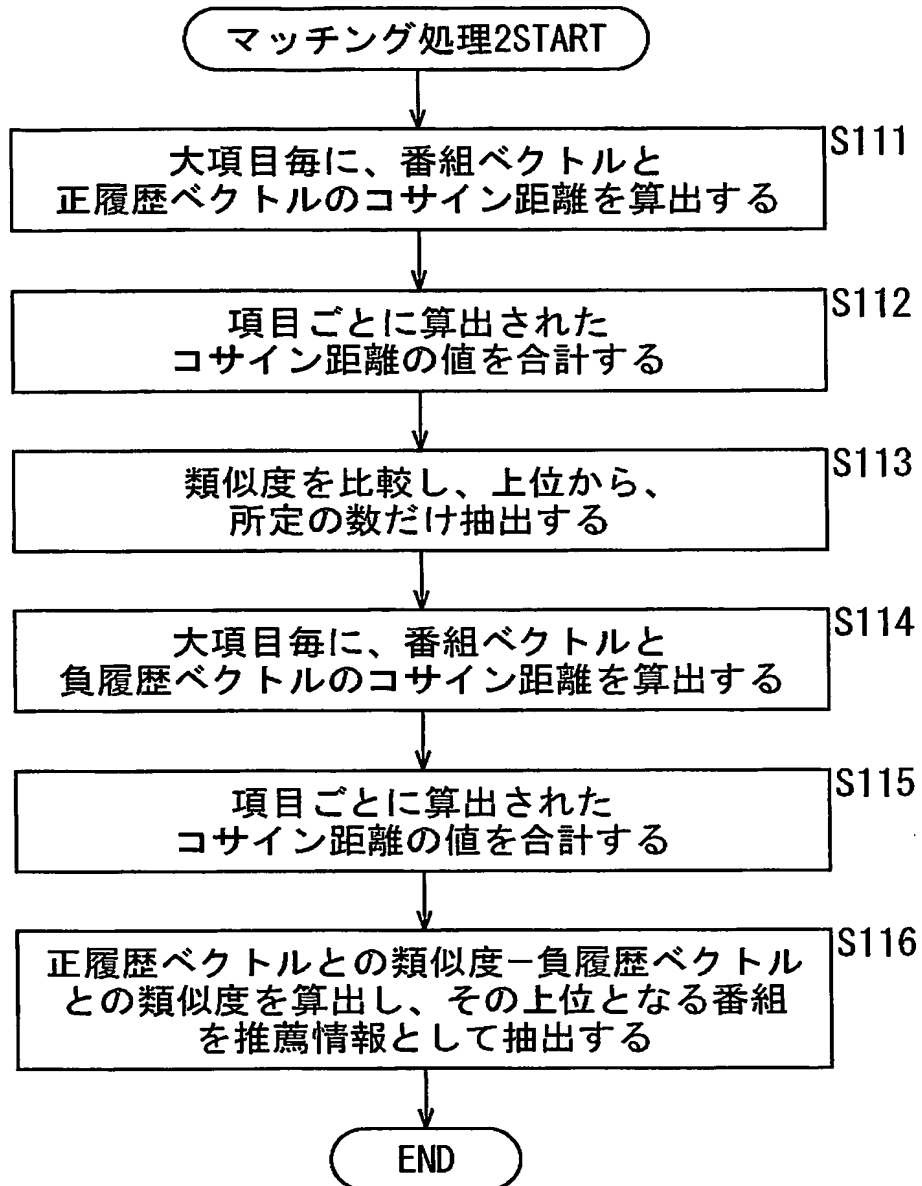 マッチング処理2START
S111
大項目毎に、番組ベクトルと
正履歴ベクトルのコサイン距離を算出する
S112
項目ごとに算出された
コサイン距離の値を合計する
S113
類似度を比較し、上位から、
所定の数だけ抽出する
S114
大項目毎に、番組ベクトルと
負履歴ベクトルのコサイン距離を算出する
S115
項目ごとに算出された
コサイン距離の値を合計する
S116
正履歴ベクトルとの類似度−負履歴ベクトル
との類似度を算出し、その上位となる番組
を推薦情報として抽出する
END